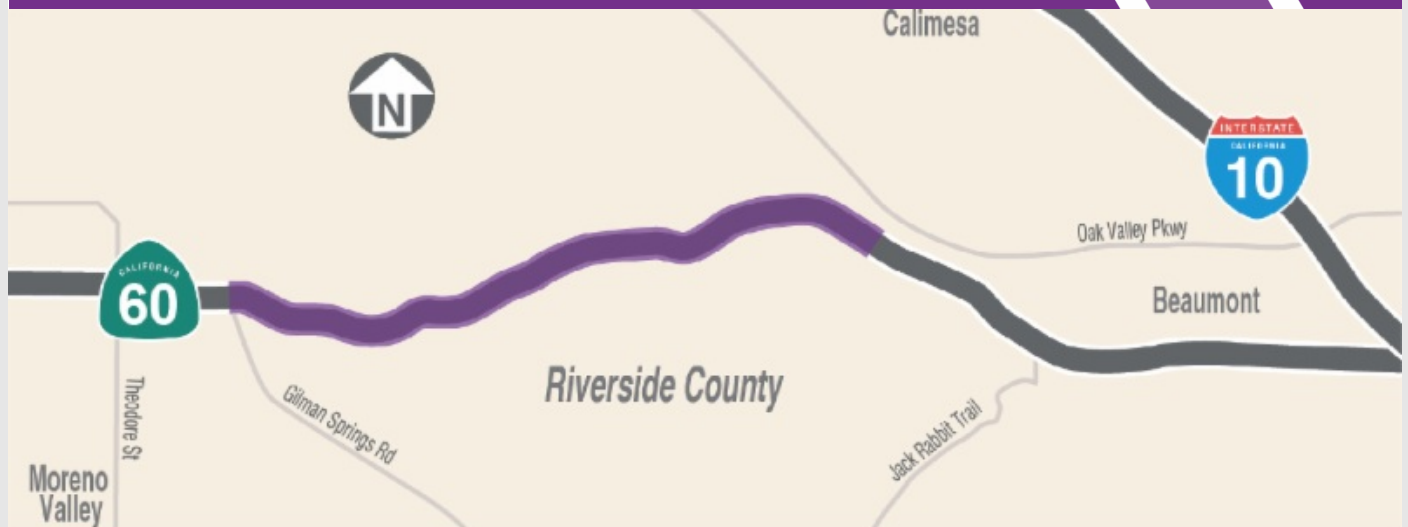 Calimesa
N
INTERSTATE
CALIFORNIA
10
Oak Valley Pkwy
CALIFORNIA
60
Beaumont
Riverside County
Theodore St
Gilman Springs Rd
Jack Rabbit Trail
Moreno
Valley